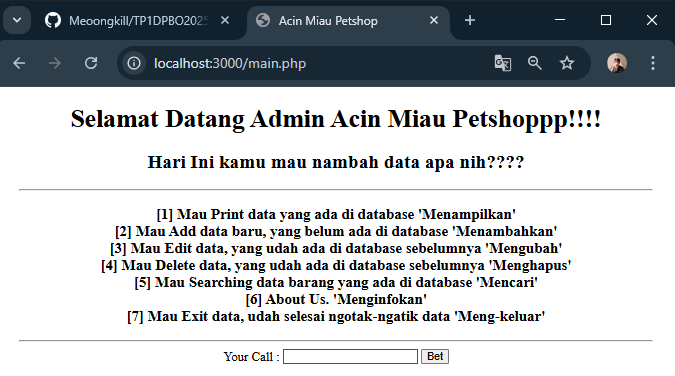 Meoongkill/TP1DPBO2025
Acin Miau Petshop
localhost:3000/main.php
Selamat Datang Admin Acin Miau Petshoppp!!!!
Hari Ini kamu mau nambah data apa nih????
[1] Mau Print data yang ada di database 'Menampilkan'
[2] Mau Add data baru, yang belum ada di database 'Menambahkan'
[3] Mau Edit data, yang udah ada di database sebelumnya 'Mengubah'
[4] Mau Delete data, yang udah ada di database sebelumnya 'Menghapus'
[5] Mau Searching data barang yang ada di database 'Mencari'
[6] About Us. 'Menginfokan'
[7] Mau Exit data, udah selesai ngotak-ngatik data 'Meng-keluar'
Your Call : Bet